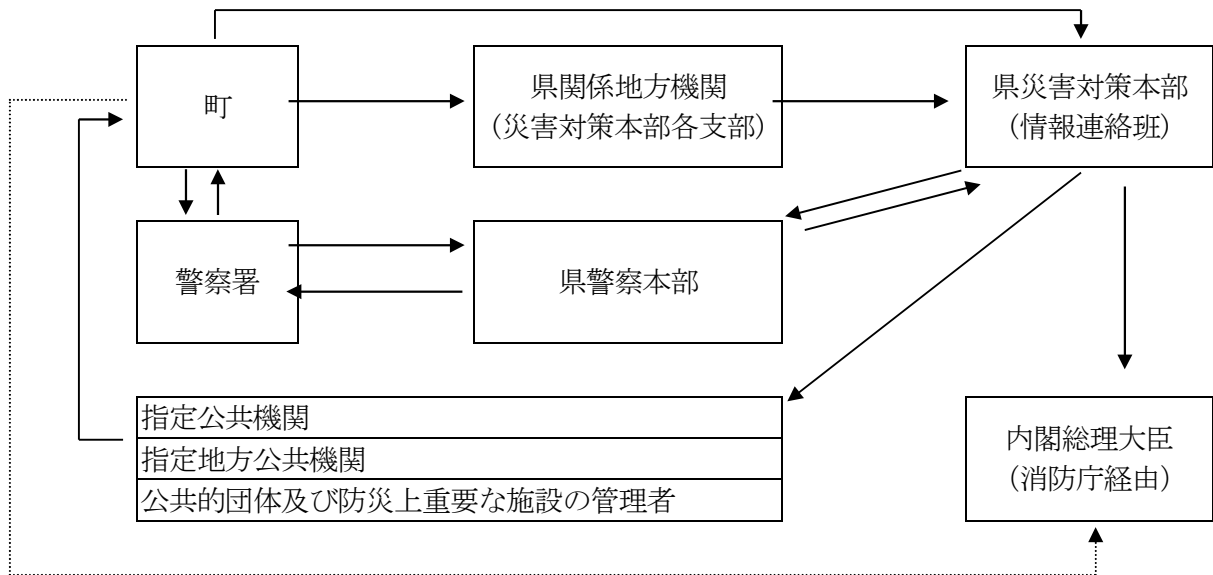 町
県関係地方機関
（災害対策本部各支部）
県災害対策本部
（情報連絡班）
警察署
県警察本部
指定公共機関
指定地方公共機関
公共的団体及び防災上重要な施設の管理者
内閣総理大臣
（消防庁経由）